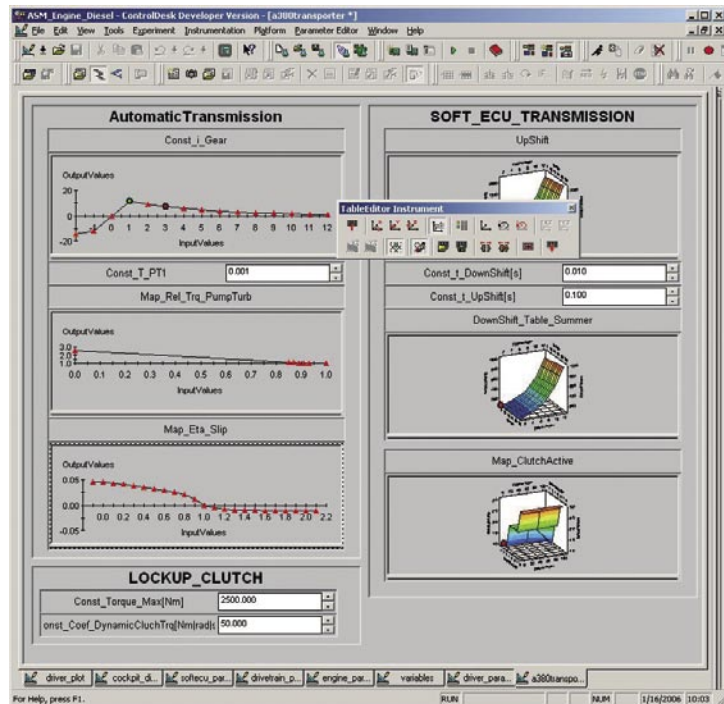 ASM_Engine_Diesel - ControlDesk Developer Version - [a380transporter *]
File Edit View Tools Experiment Instrumentation Platform Parameter Editor Window Help
AutomaticTransmission
Const_i_Gear
OutputValues
20
0
-20
0 1 2 3 4 5 6 7 8 9 10 11 12
InputValues
Const_T_PT1 0.001
Map_Rel_Trq_PumpTurb
OutputValues
3.0
2.0
1.0
0.0 0.1 0.2 0.3 0.4 0.5 0.6 0.7 0.8 0.9 1.0
InputValues
Map_Eta_Slip
OutputValues
0.05
0.00
-0.05
0.0 0.2 0.4 0.6 0.8 1.0 1.2 1.4 1.6 1.8 2.0 2.2
InputValues
LOCKUP_CLUTCH
Const_Torque_Max[Nm] 2500.000
onst_Coef_DynamicCluchTrq[Nm|rad|s 50.000
SOFT_ECU_TRANSMISSION
UpShift
TableEditor Instrument
Const_t_DownShift[s] 0.010
Const_t_UpShift[s] 0.100
DownShift_Table_Summer
Map_ClutchActive
driver_plot cockpit_di... softecu_par... drivetrain_p... engine_par... variables driver_para... a380transpo...
For Help, press F1. RUN NUM 1/16/2006 10:03